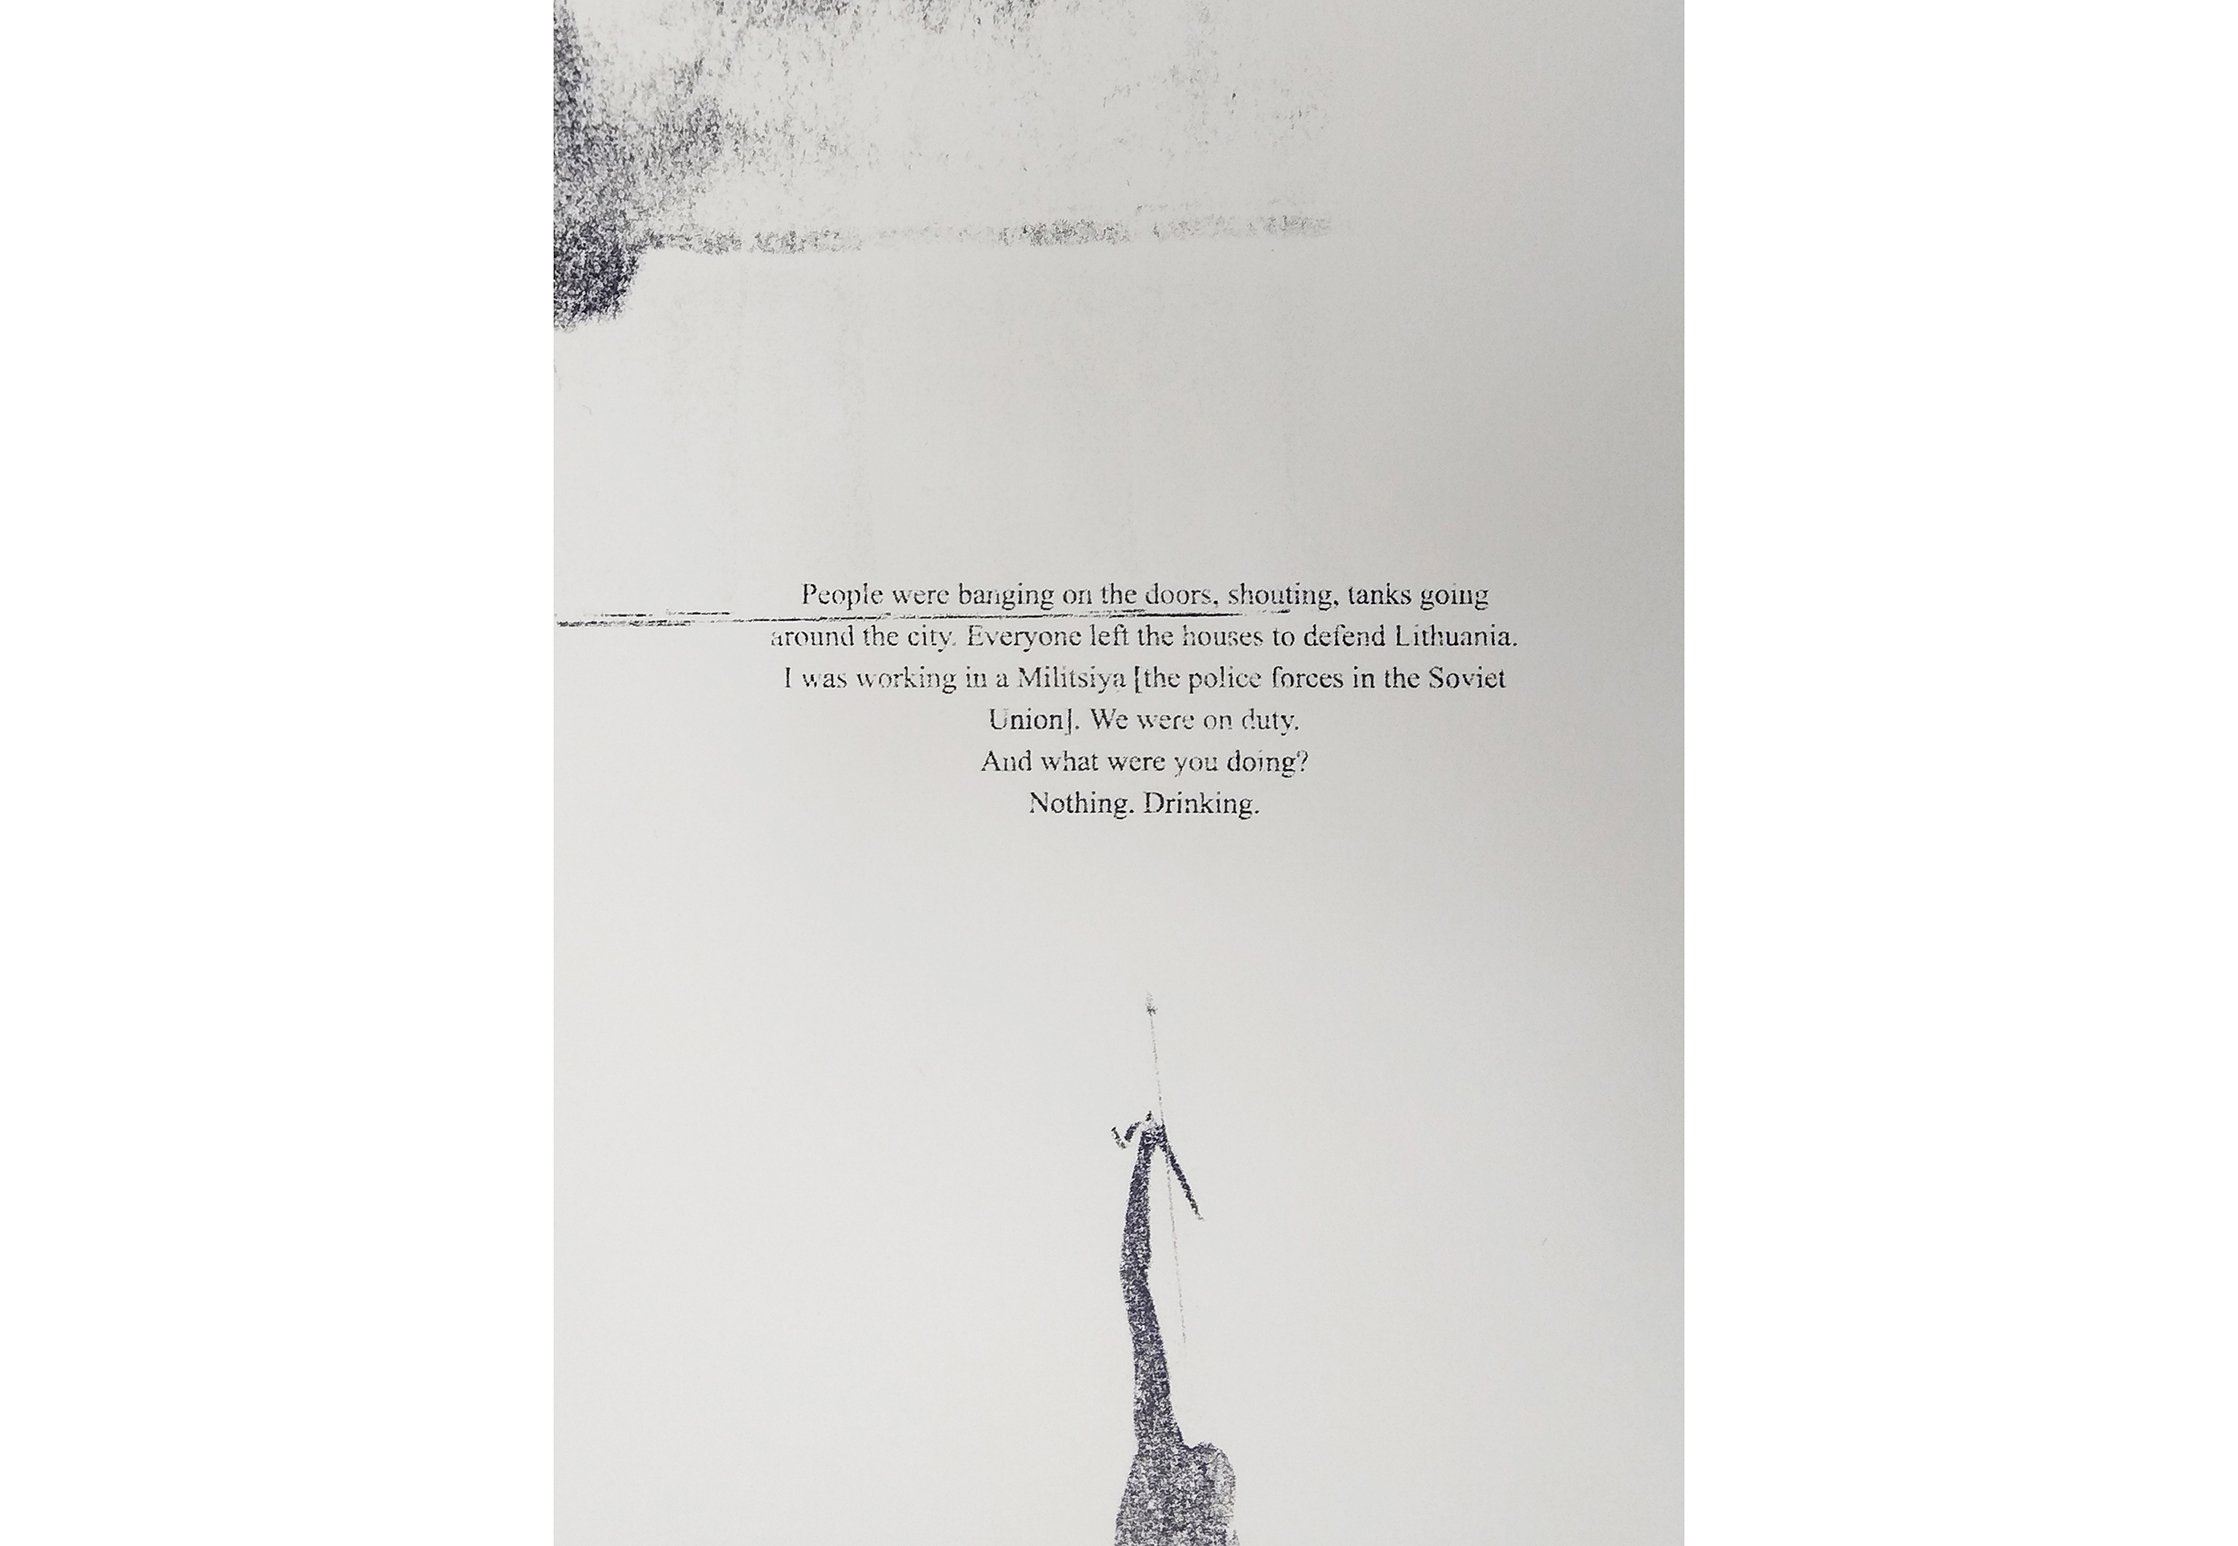 People were banging on the doors, shouting, tanks going
around the city. Everyone left the houses to defend Lithuania.
I was working in a Militsiya [the police forces in the Soviet
Union]. We were on duty.
And what were you doing?
Nothing. Drinking.